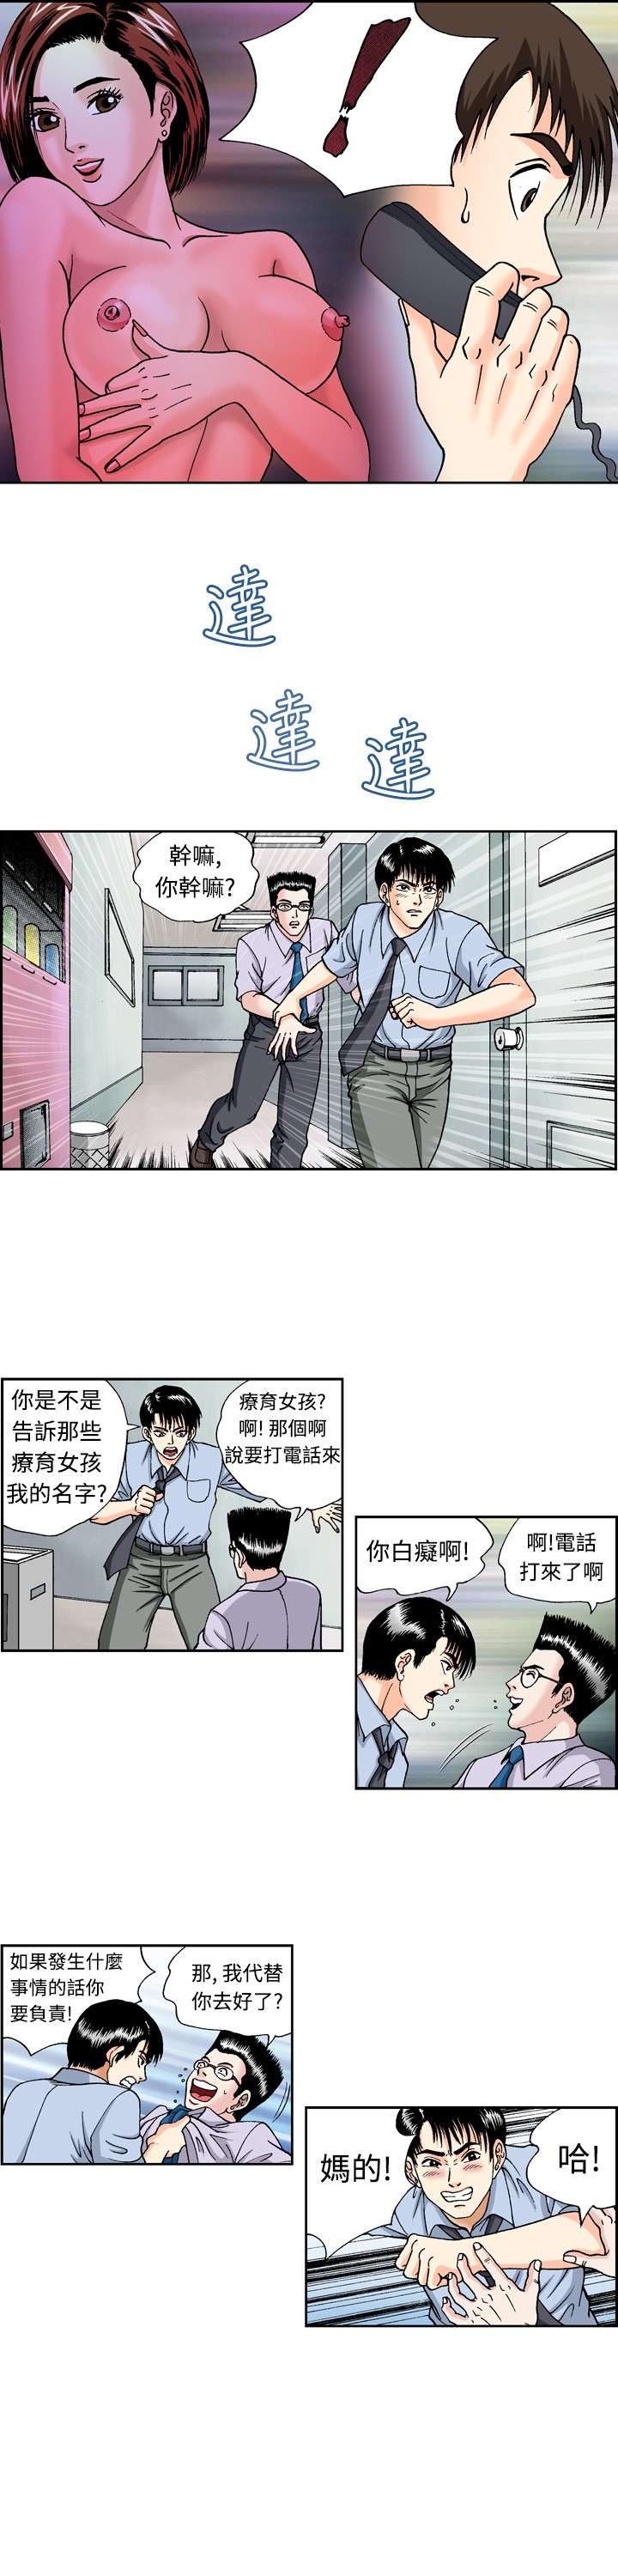 !
達
達
達
幹嘛,
你幹嘛?
你是不是
告訴那些
療育女孩
我的名字?
療育女孩?
啊! 那個啊
說要打電話來
你白癡啊!
啊!電話
打來了啊
如果發生什麼
事情的話你
要負責!
那, 我代替
你去好了?
媽的!
哈!